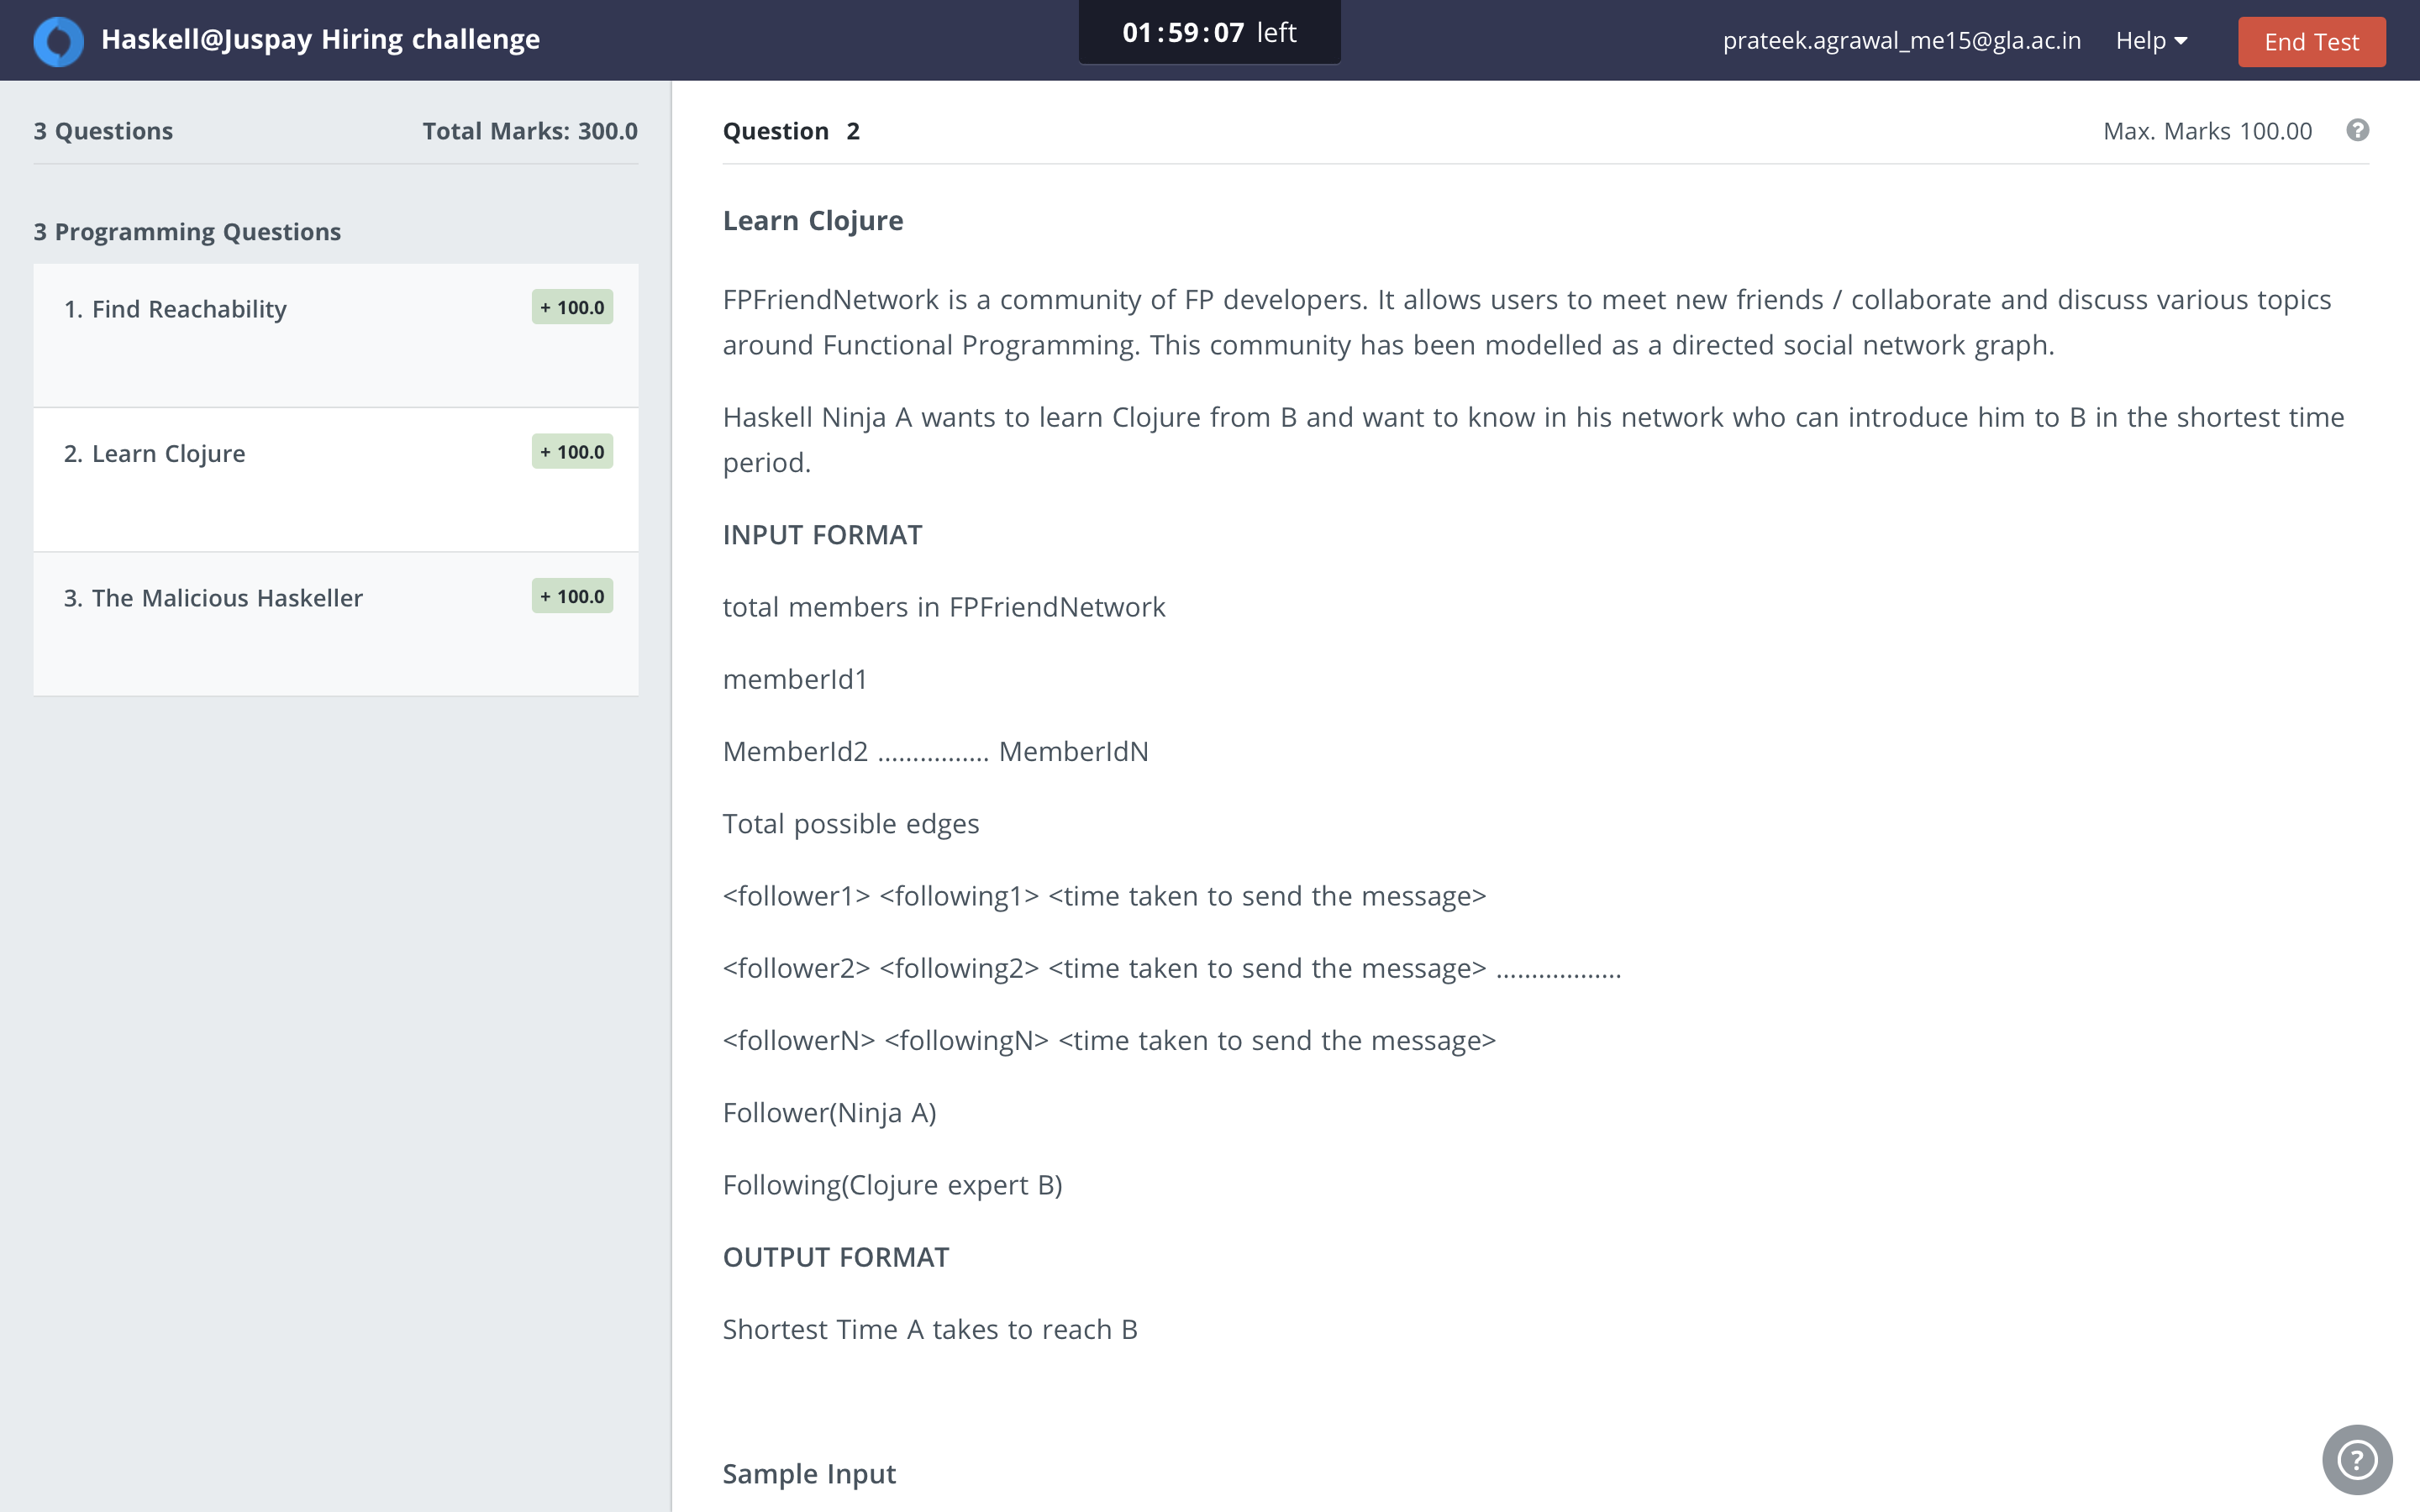 Haskell@Juspay Hiring challenge
01:59:07 left
prateek.agrawal_me15@gla.ac.in
Help
End Test
3 Questions
Total Marks: 300.0
3 Programming Questions
1. Find Reachability
+ 100.0
2. Learn Clojure
+ 100.0
3. The Malicious Haskeller
+ 100.0
Question 2
Max. Marks 100.00
?
Learn Clojure
FPFriendNetwork is a community of FP developers. It allows users to meet new friends / collaborate and discuss various topics
around Functional Programming. This community has been modelled as a directed social network graph.
Haskell Ninja A wants to learn Clojure from B and want to know in his network who can introduce him to B in the shortest time
period.
INPUT FORMAT
total members in FPFriendNetwork
memberId1
MemberId2 ................ MemberIdN
Total possible edges
<follower1> <following1> <time taken to send the message>
<follower2> <following2> <time taken to send the message> ..................
<followerN> <followingN> <time taken to send the message>
Follower(Ninja A)
Following(Clojure expert B)
OUTPUT FORMAT
Shortest Time A takes to reach B
Sample Input
?